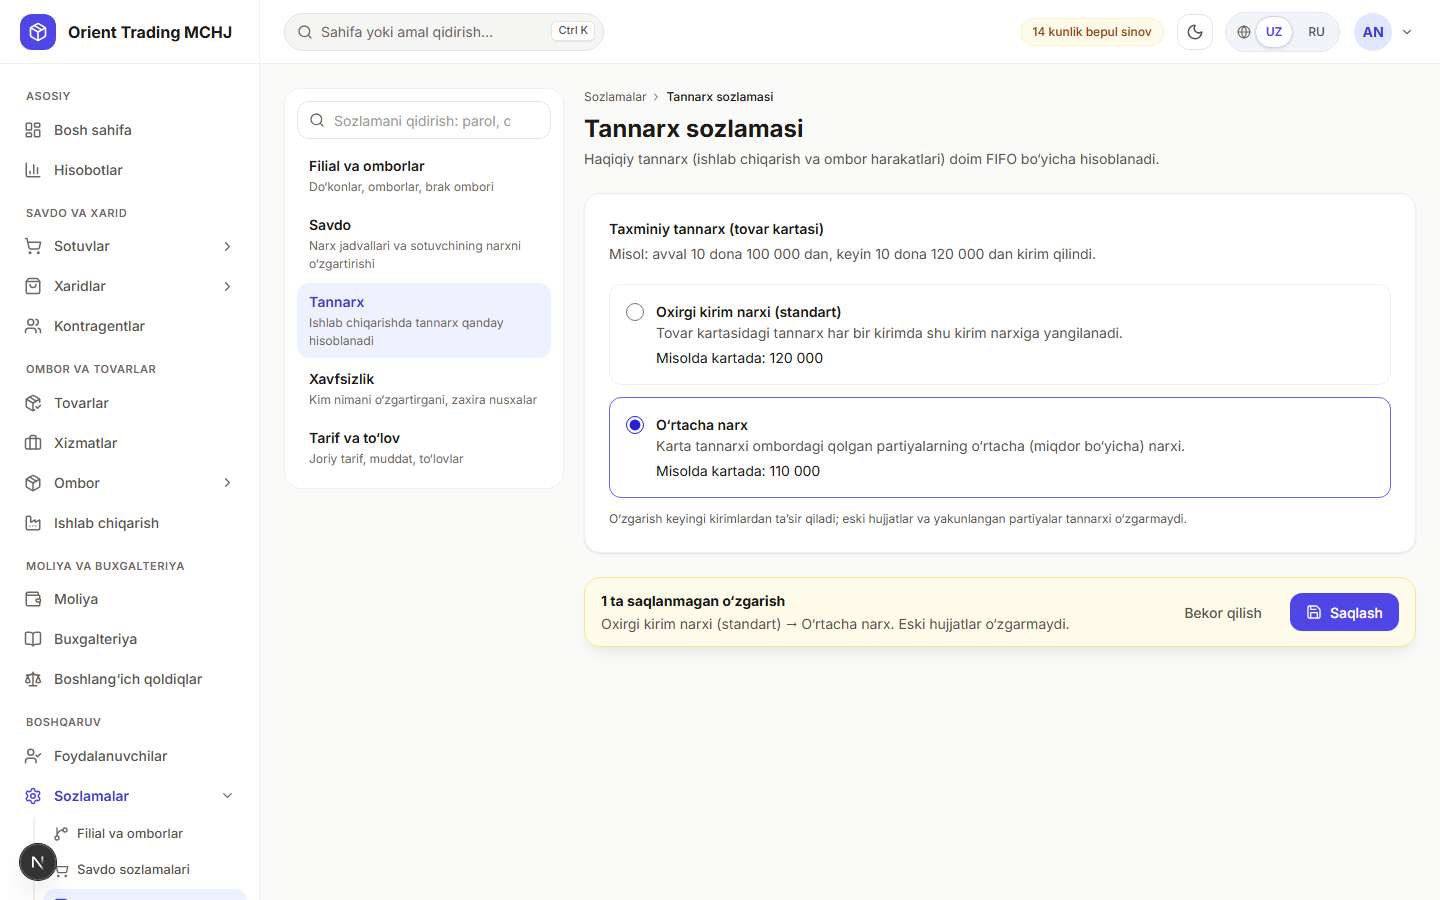 Orient Trading MCHJ
Sahifa yoki amal qidirish...
Ctrl K
14 kunlik bepul sinov
UZ
RU
AN
ASOSIY
Bosh sahifa
Hisobotlar
SAVDO VA XARID
Sotuvlar
Xaridlar
Kontragentlar
OMBOR VA TOVARLAR
Tovarlar
Xizmatlar
Ombor
Ishlab chiqarish
MOLIYA VA BUXGALTERIYA
Moliya
Buxgalteriya
Boshlang‘ich qoldiqlar
BOSHQARUV
Foydalanuvchilar
Sozlamalar
Filial va omborlar
Savdo sozlamalari
N
Sozlamani qidirish: parol, c
Filial va omborlar
Do‘konlar, omborlar, brak ombori
Savdo
Narx jadvallari va sotuvchining narxni
o‘zgartirishi
Tannarx
Ishlab chiqarishda tannarx qanday
hisoblanadi
Xavfsizlik
Kim nimani o‘zgartirgani, zaxira nusxalar
Tarif va to‘lov
Joriy tarif, muddat, to‘lovlar
Sozlamalar > Tannarx sozlamasi
Tannarx sozlamasi
Haqiqiy tannarx (ishlab chiqarish va ombor harakatlari) doim FIFO bo‘yicha hisoblanadi.
Taxminiy tannarx (tovar kartasi)
Misol: avval 10 dona 100 000 dan, keyin 10 dona 120 000 dan kirim qilindi.
Oxirgi kirim narxi (standart)
Tovar kartasidagi tannarx har bir kirimda shu kirim narxiga yangilanadi.
Misolda kartada: 120 000
O‘rtacha narx
Karta tannarxi ombordagi qolgan partiyalarning o‘rtacha (miqdor bo‘yicha) narxi.
Misolda kartada: 110 000
O‘zgarish keyingi kirimlardan ta’sir qiladi; eski hujjatlar va yakunlangan partiyalar tannarxi o‘zgarmaydi.
1 ta saqlanmagan o‘zgarish
Oxirgi kirim narxi (standart) → O‘rtacha narx. Eski hujjatlar o‘zgarmaydi.
Bekor qilish
Saqlash